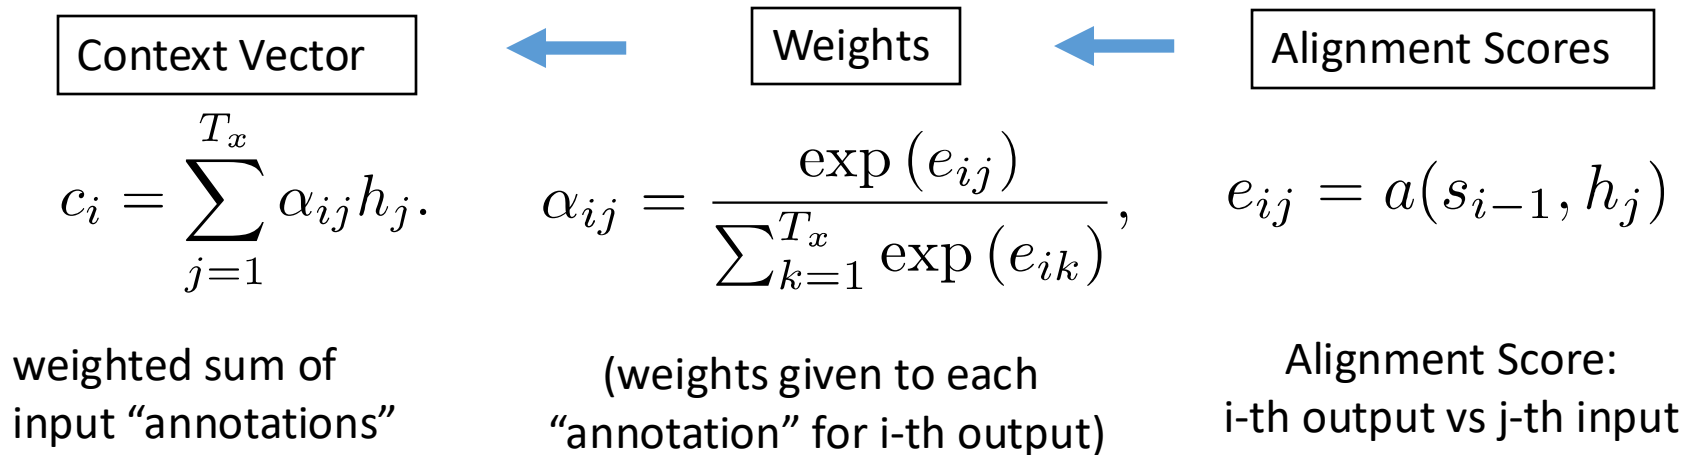 Context Vector
Weights
Alignment Scores
c_i = \sum_{j=1}^{T_x} \alpha_{ij} h_j.
\alpha_{ij} = \frac{\exp(e_{ij})}{\sum_{k=1}^{T_x} \exp(e_{ik})},
e_{ij} = a(s_{i-1}, h_j)
weighted sum of
input “annotations”
(weights given to each
“annotation” for i-th output)
Alignment Score:
i-th output vs j-th input